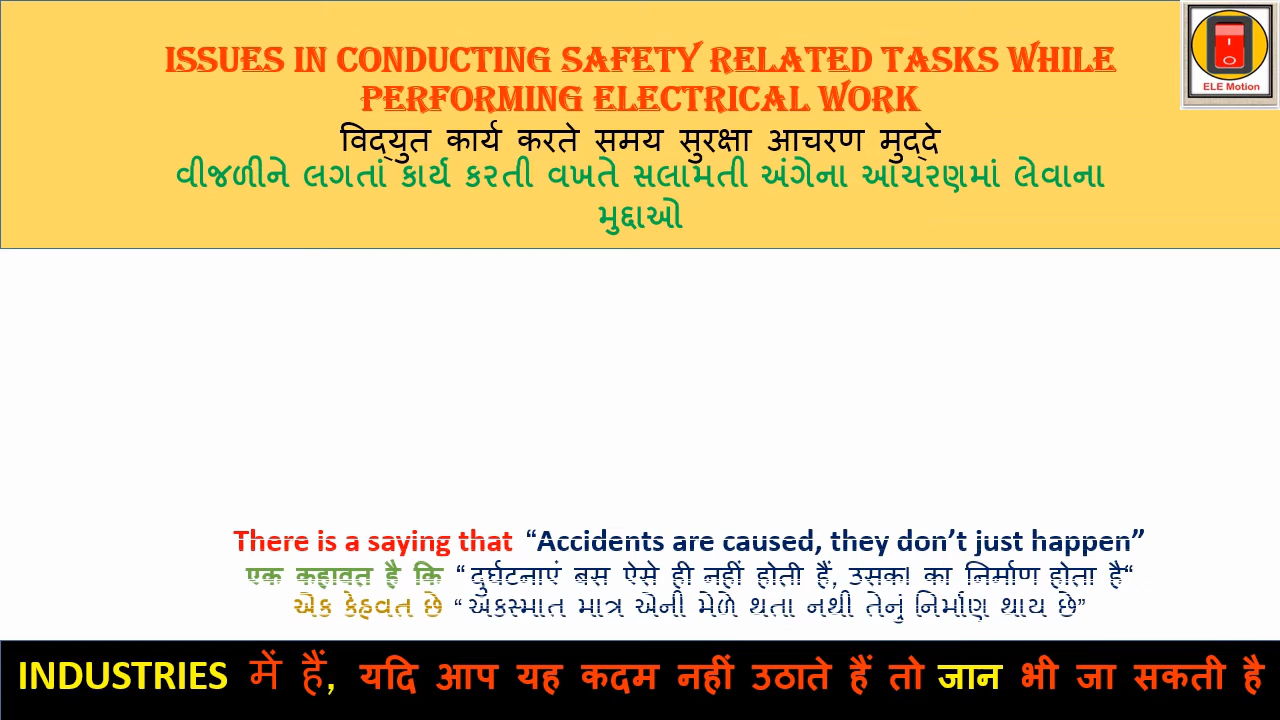 ISSUES IN CONDUCTING SAFETY RELATED TASKS WHILE
PERFORMING ELECTRICAL WORK
विद्युत कार्य करते समय सुरक्षा आचरण मुद्दे
વીજળીને લગતાં કાર્ય કરતી વખતે સલામતી અંગેના આચરણમાં લેવાના
મુદ્દાઓ
ELE Motion
There is a saying that “Accidents are caused, they don’t just happen”
एक कहावत है कि “दुर्घटनाएं बस ऐसे ही नहीं होती हैं, उसका का निर्माण होता है“
એક કેહવત છે “ અકસ્માત માત્ર એની મેળે થતા નથી તેનું નિર્માણ થાય છે”
INDUSTRIES में हैं, यदि आप यह कदम नहीं उठाते हैं तो जान भी जा सकती है